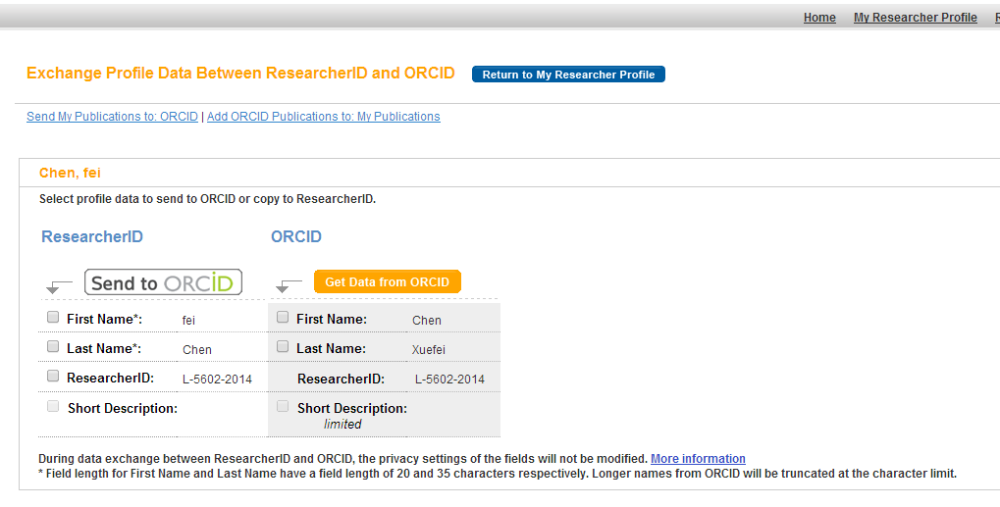 Home My Researcher Profile
Exchange Profile Data Between ResearcherID and ORCID Return to My Researcher Profile
Send My Publications to: ORCID | Add ORCID Publications to: My Publications
Chen, fei
Select profile data to send to ORCID or copy to ResearcherID.
ResearcherID ORCID
Send to ORCID Get Data from ORCID
First Name*: fei First Name: Chen
Last Name*: Chen Last Name: Xuefei
ResearcherID: L-5602-2014 ResearcherID: L-5602-2014
Short Description: Short Description:
limited
During data exchange between ResearcherID and ORCID, the privacy settings of the fields will not be modified. More information
* Field length for First Name and Last Name have a field length of 20 and 35 characters respectively. Longer names from ORCID will be truncated at the character limit.